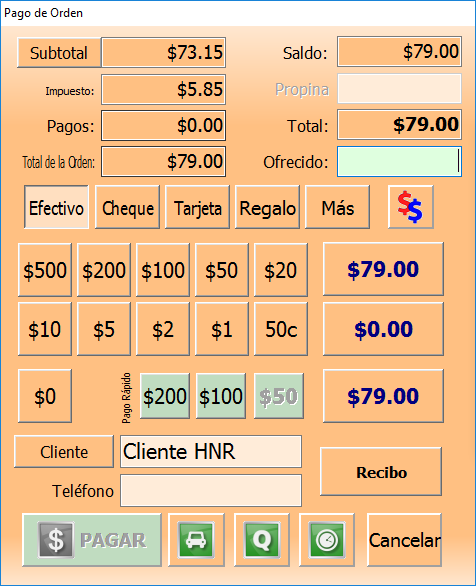 Pago de Orden
Subtotal $73.15 Saldo: $79.00
Impuesto: $5.85 Propina
Pagos: $0.00 Total: $79.00
Total de la Orden: $79.00 Ofrecido:
Efectivo Cheque Tarjeta Regalo Más $$
$500 $200 $100 $50 $20 $79.00
$10 $5 $2 $1 50c $0.00
$0 Pago Rápido $200 $100 $50 $79.00
Cliente Cliente HNR Recibo
Teléfono
$ PAGAR Q Cancelar